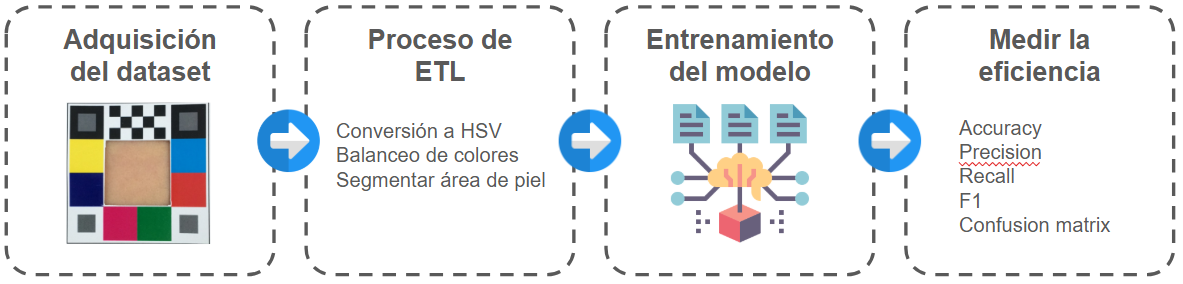 Adquisición
del dataset
Proceso de
ETL
Conversión a HSV
Balanceo de colores
Segmentar área de piel
Entrenamiento
del modelo
Medir la
eficiencia
Accuracy
Precision
Recall
F1
Confusion matrix